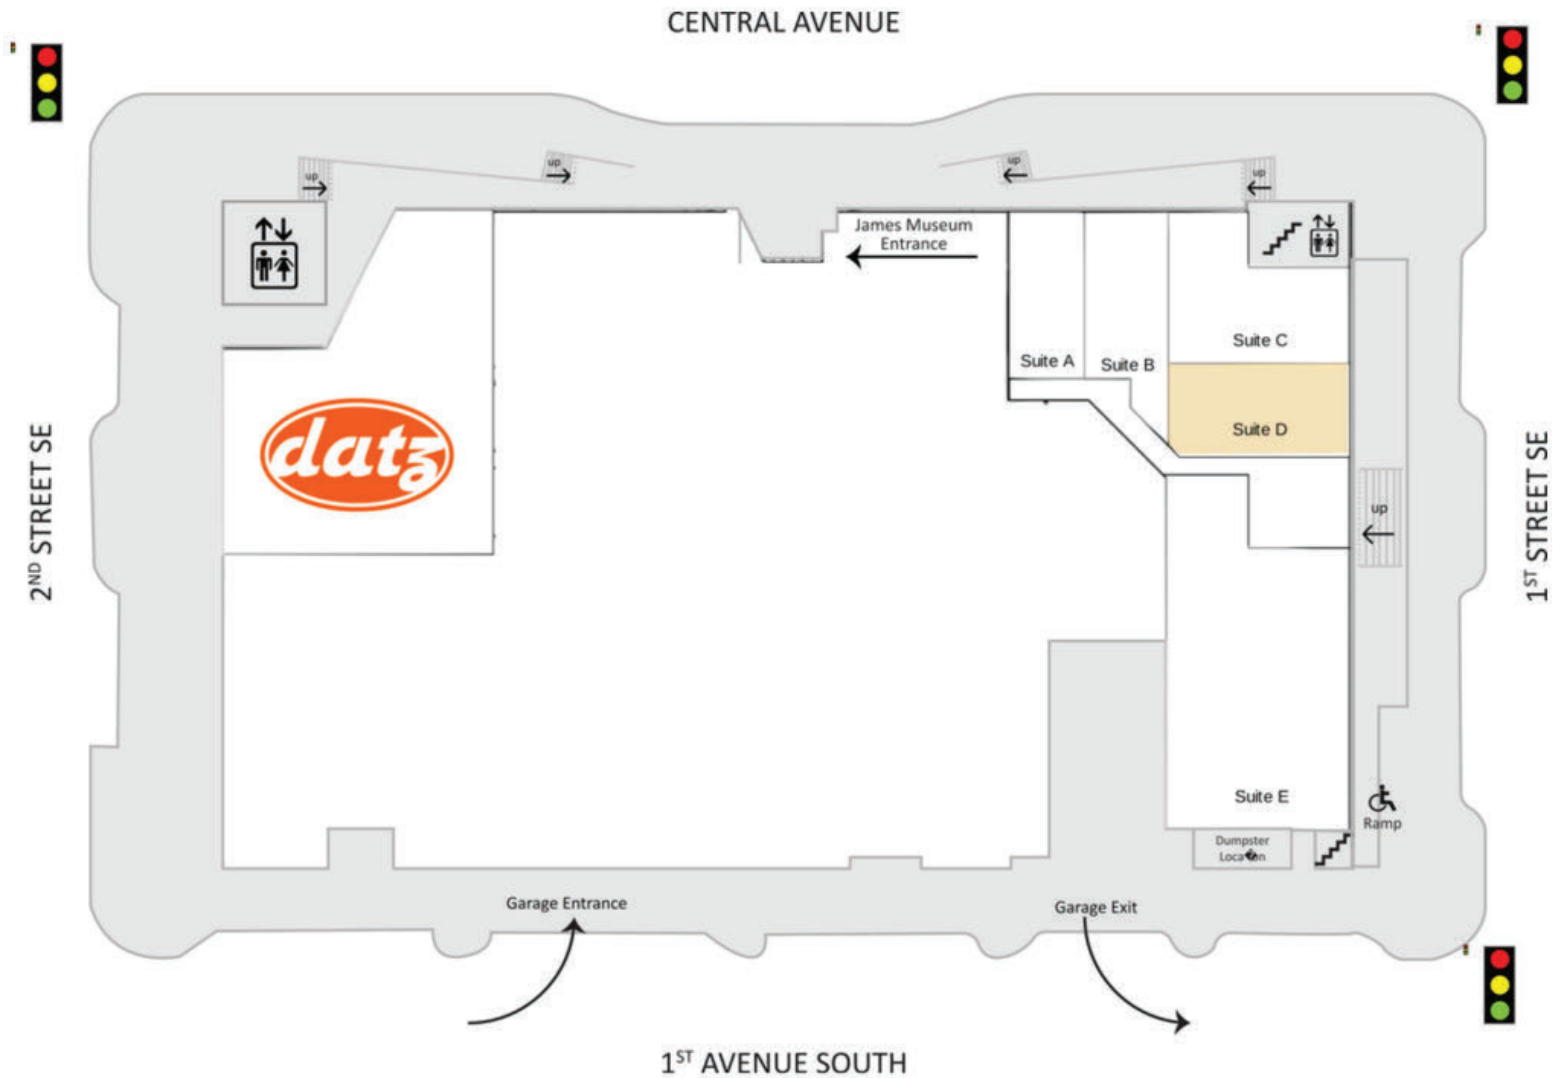 CENTRAL AVENUE
up
up
up
up
James Museum
Entrance
Suite A
Suite B
Suite C
Suite D
datz
2ND STREET SE
1ST STREET SE
up
Suite E
Ramp
Dumpster
Garage Entrance
Garage Exit
1ST AVENUE SOUTH